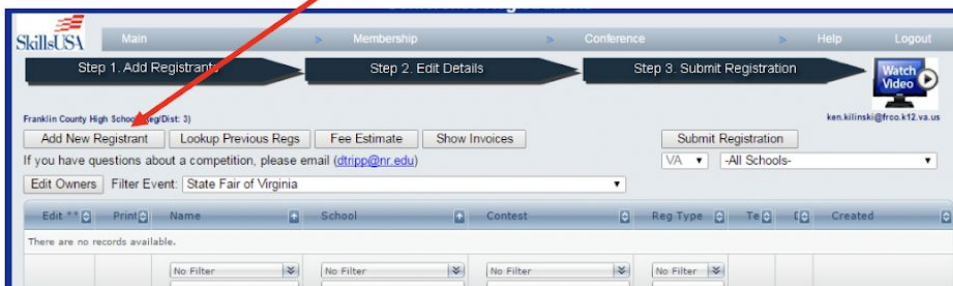 SkillsUSA Main Membership Conference Help Logout
Step 1. Add Registrants Step 2. Edit Details Step 3. Submit Registration Watch Video
Franklin County High School Reg/Dist: 3) ken.kilinski@frco.k12.va.us
Add New Registrant Lookup Previous Regs Fee Estimate Show Invoices Submit Registration
If you have questions about a competition, please email (dtripp@nr.edu) VA -All Schools-
Edit Owners Filter Event: State Fair of Virginia
Edit ** Print Name School Contest Reg Type Te Created
There are no records available.
No Filter No Filter No Filter No Filter